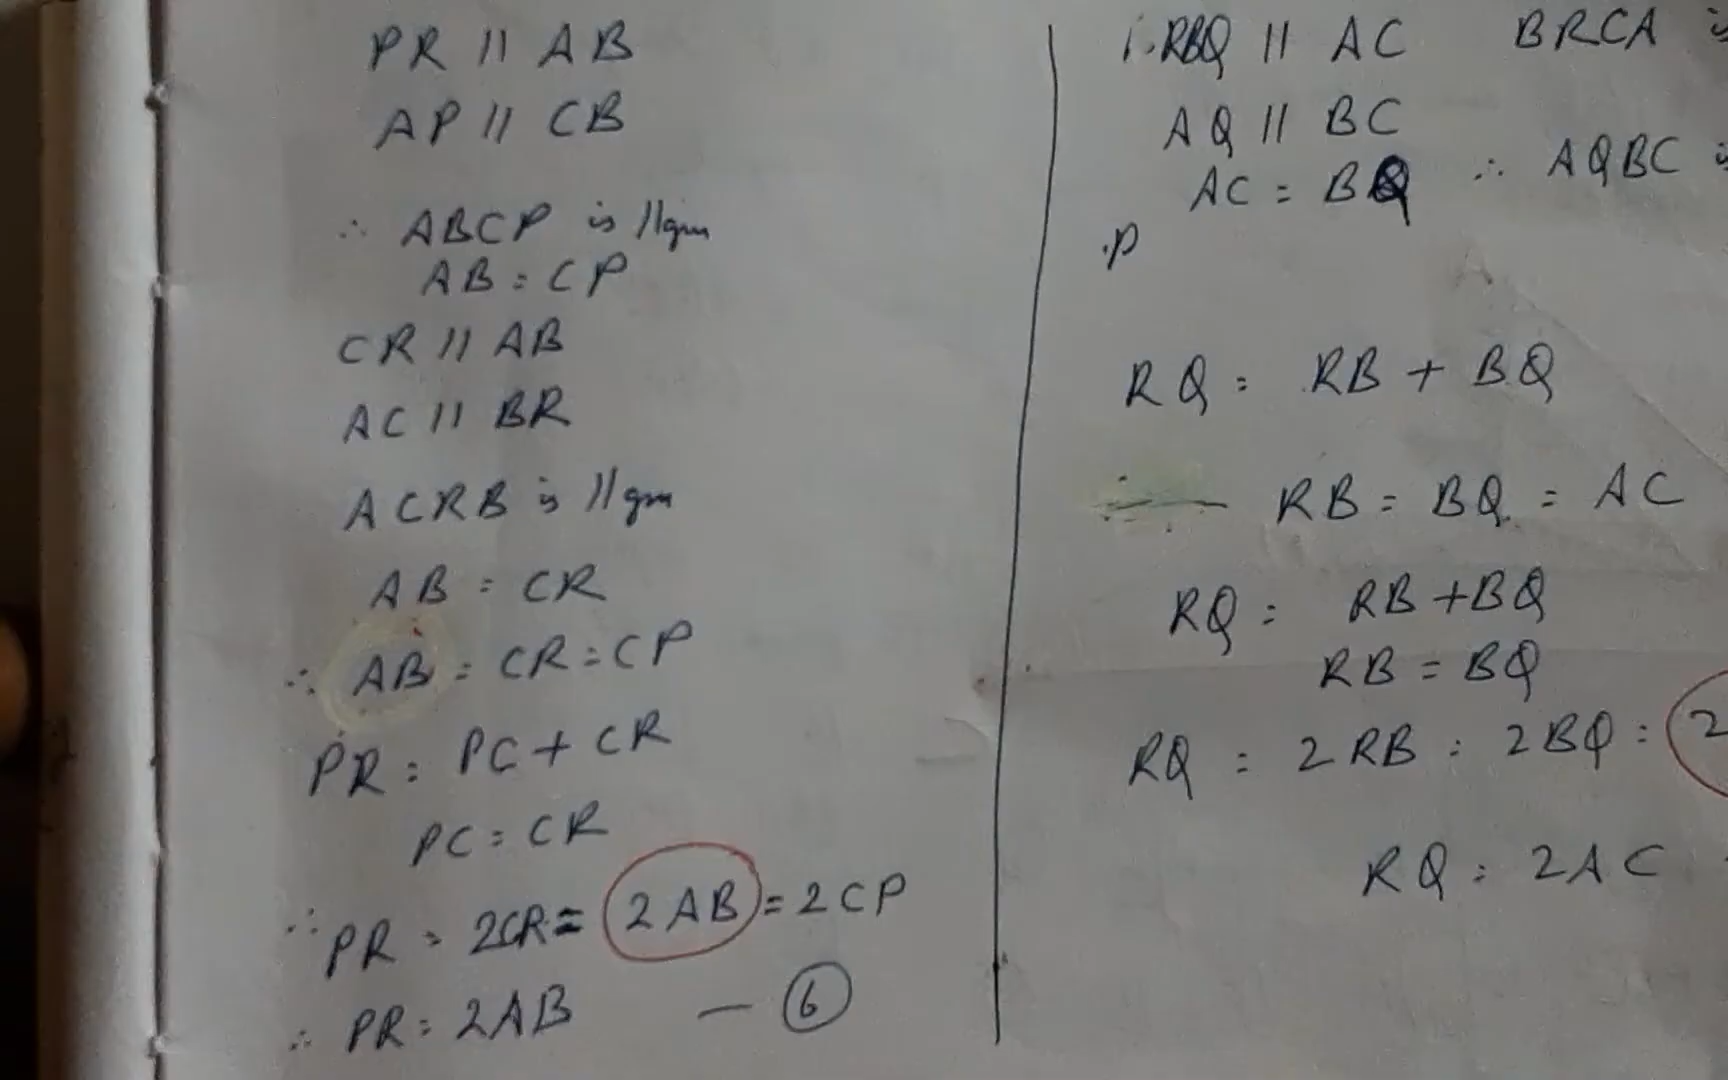 PR // AB
AP // CB
∴ ABCP is //gm
AB = CP
CR // AB
AC // BR
ACRB is //gm
AB = CR
∴ AB = CR = CP
PR = PC + CR
PC = CR
∴ PR = 2CR = 2AB = 2CP
∴ PR = 2AB — 6
RBQ // AC BRCA is
AQ // BC
AC = BQ ∴ AQBC
.P
RQ = RB + BQ
RB = BQ = AC
RQ = RB + BQ
RB = BQ
RQ = 2RB = 2BQ = 2
RQ = 2AC